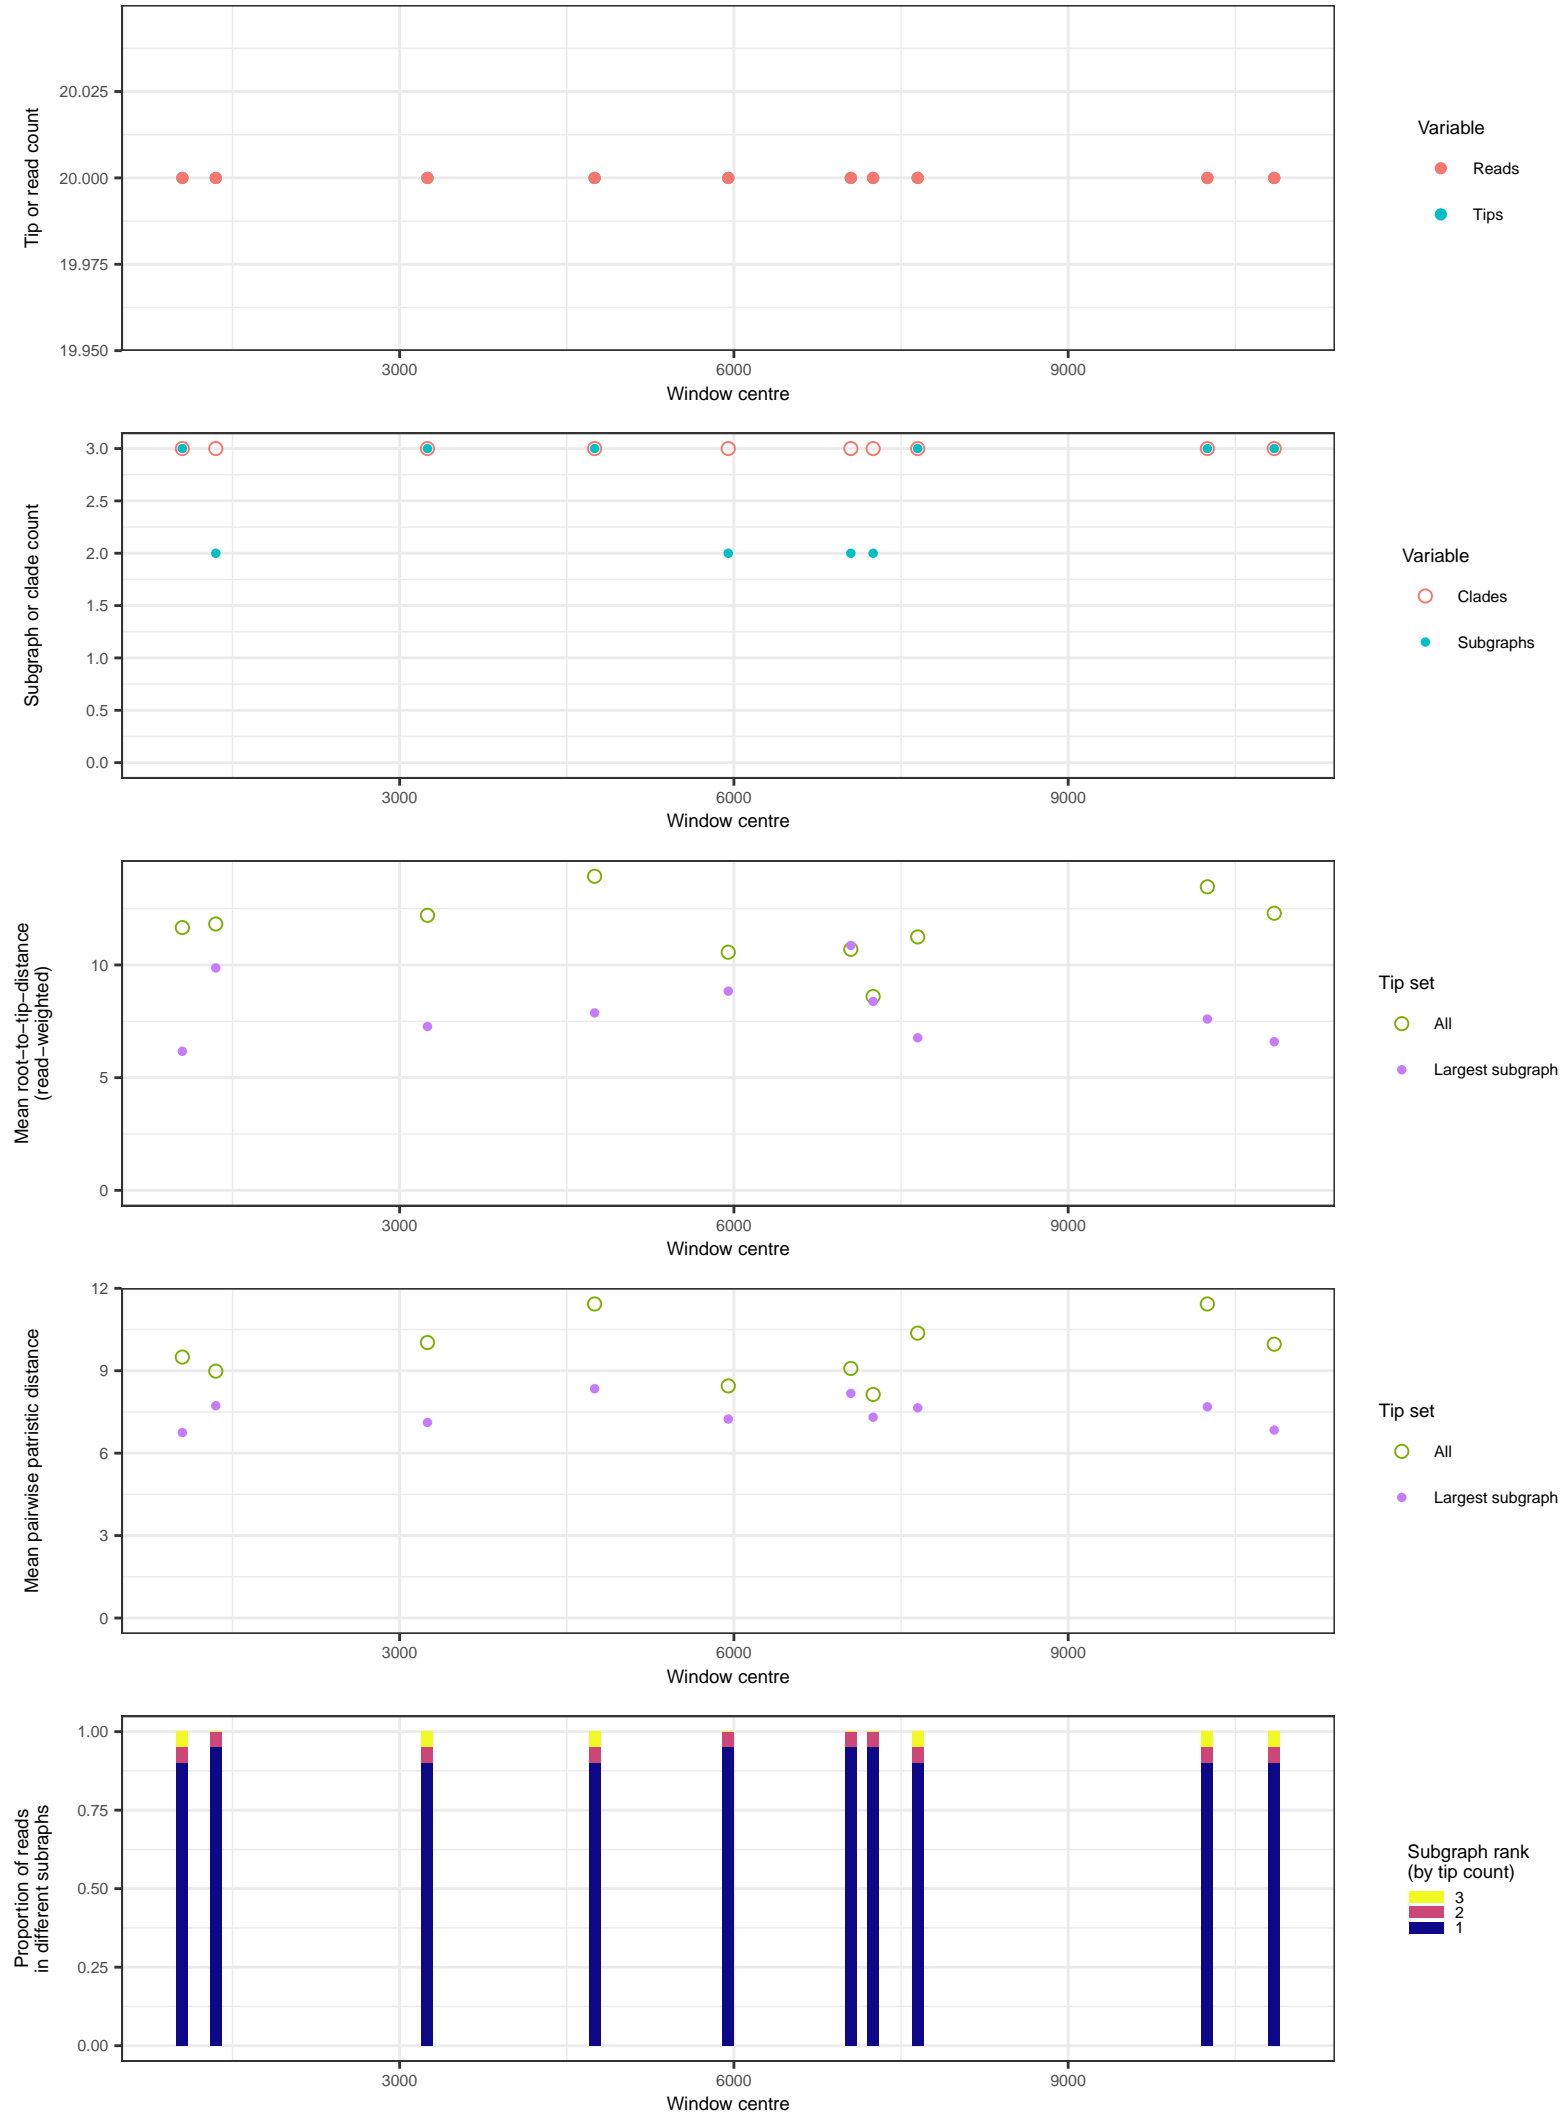 Tip or read count
20.025
20.000
19.975
19.950
3000
6000
9000
Window centre
Variable
Reads
Tips
Subgraph or clade count
3.0
2.5
2.0
1.5
1.0
0.5
0.0
3000
6000
9000
Window centre
Variable
Clades
Subgraphs
Mean root−to−tip−distance
(read−weighted)
10
5
0
3000
6000
9000
Window centre
Tip set
All
Largest subgraph
Mean pairwise patristic distance
12
9
6
3
0
3000
6000
9000
Window centre
Tip set
All
Largest subgraph
Proportion of reads
in different subraphs
1.00
0.75
0.50
0.25
0.00
3000
6000
9000
Window centre
Subgraph rank
(by tip count)
3
2
1